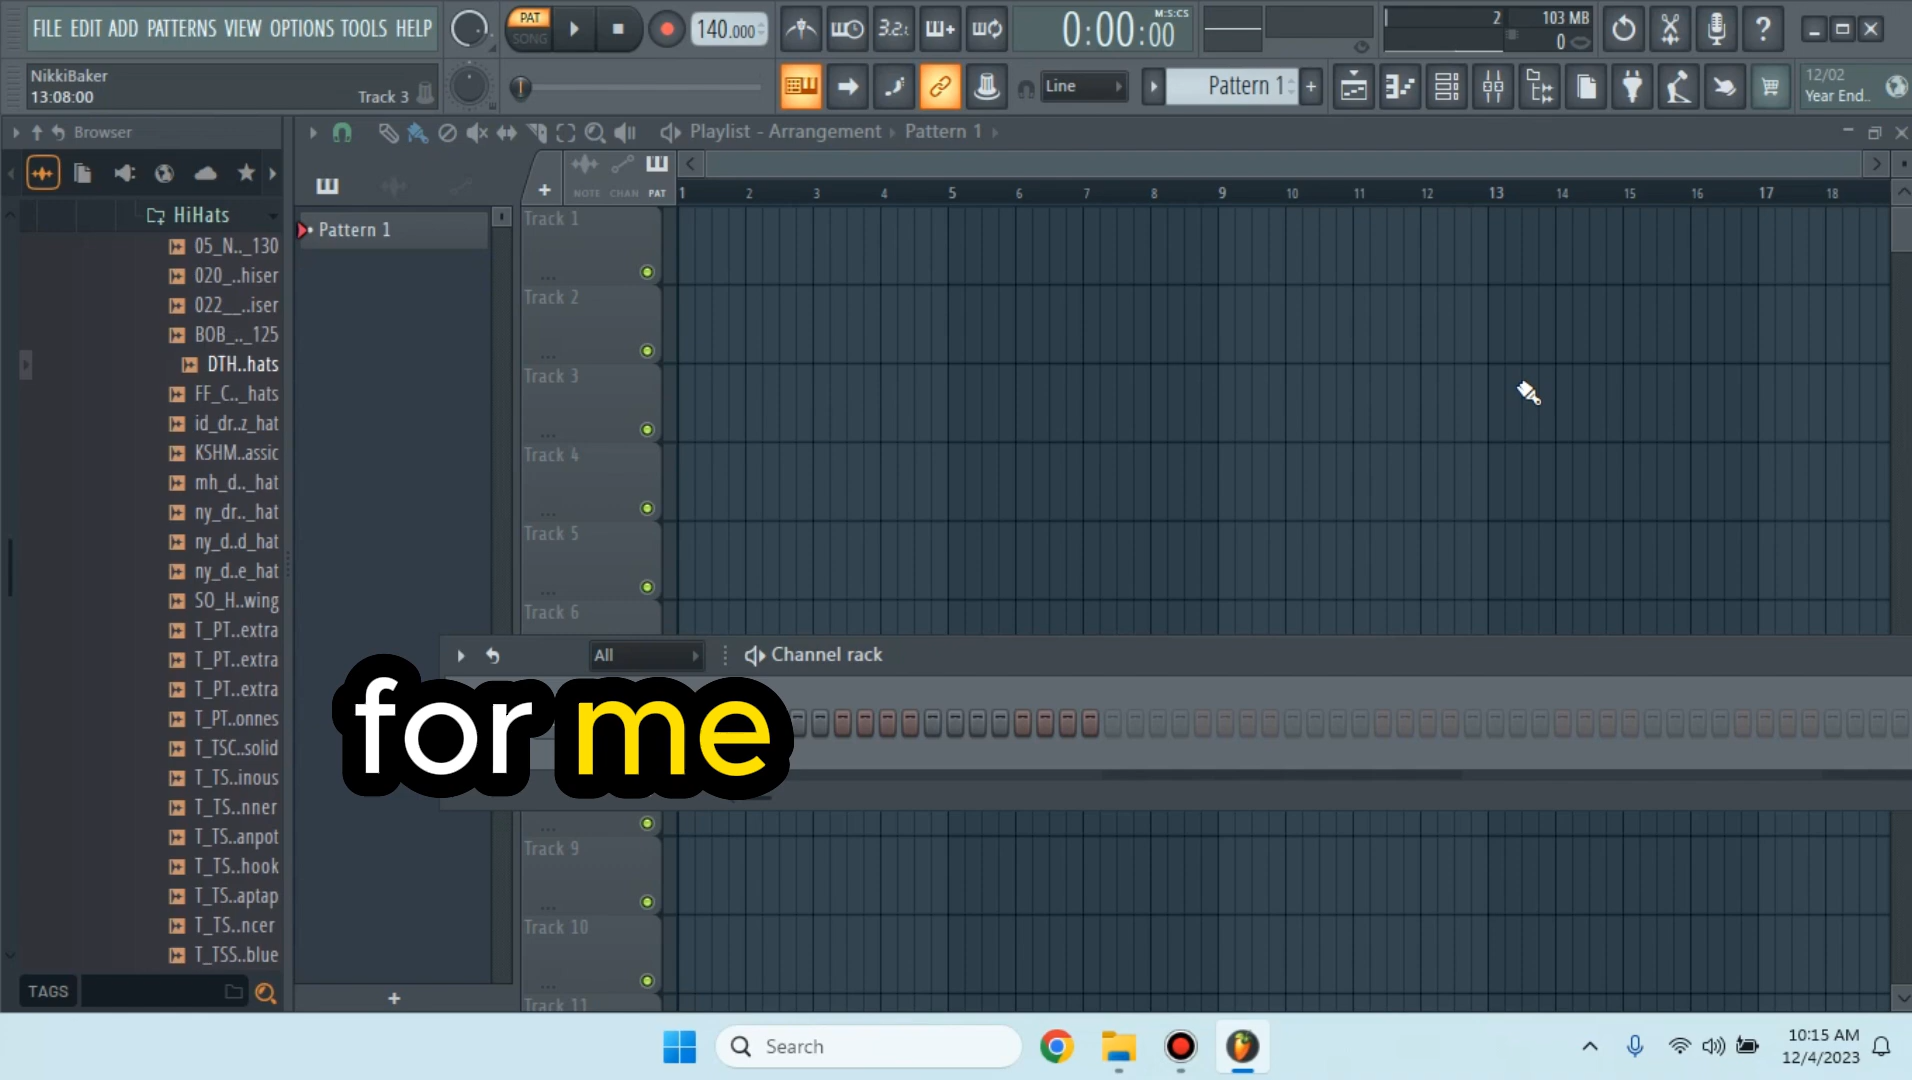 FILE EDIT ADD PATTERNS VIEW OPTIONS TOOLS HELP
PAT
SONG
140.000
3.2.
0:00:00
M:S:CS
2
103 MB
0
NikkiBaker
13:08:00
Track 3
Line
Pattern 1
+
12/02
Year End..
Browser
Playlist - Arrangement
Pattern 1
NOTE CHAN PAT
1 2 3 4 5 6 7 8 9 10 11 12 13 14 15 16 17 18
HiHats
05_N.._130
020_..hiser
022__..iser
BOB_.._125
DTH..hats
FF_C.._hats
id_dr..z_hat
KSHM..assic
mh_d.._hat
ny_dr.._hat
ny_d..d_hat
ny_d..e_hat
SO_H..wing
T_PT..extra
T_PT..extra
T_PT..extra
T_PT..onnes
T_TSC..solid
T_TS..inous
T_TS..nner
T_TS..anpot
T_TS..hook
T_TS..aptap
T_TS..ncer
T_TSS..blue
TAGS
Pattern 1
Track 1
Track 2
Track 3
Track 4
Track 5
Track 6
All
Channel rack
for me
Track 9
Track 10
Track 11
Search
10:15 AM
12/4/2023